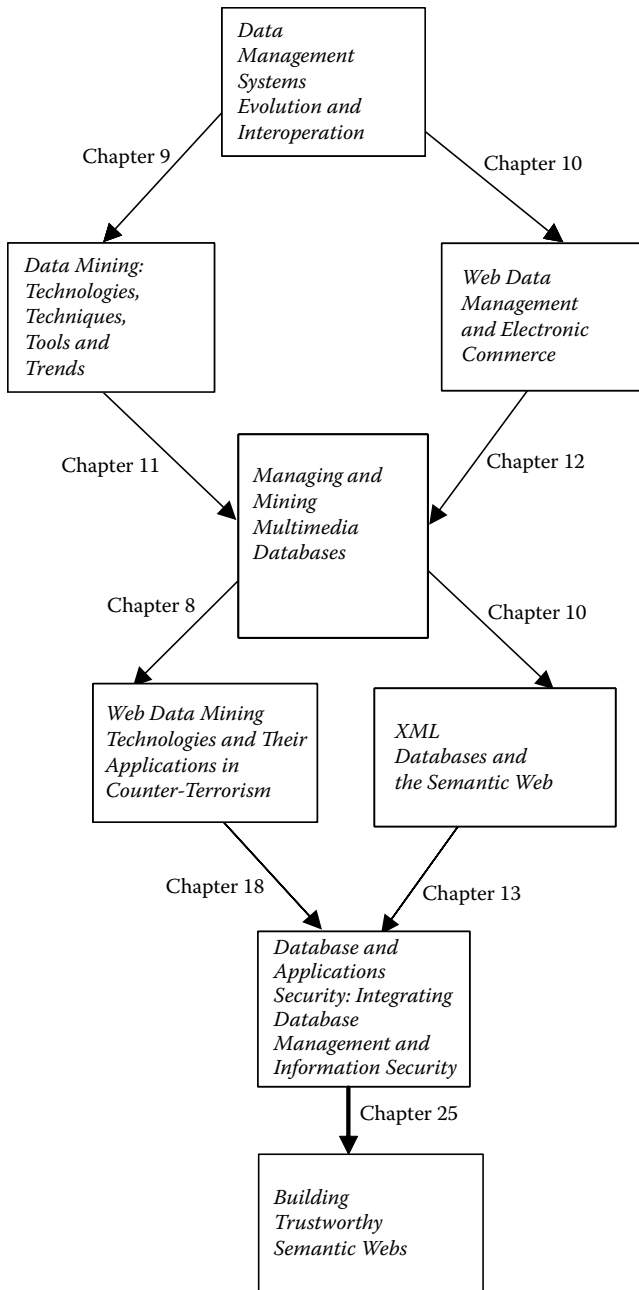 Data
Management
Systems
Evolution and
Interoperation
Chapter 9
Chapter 10
Data Mining:
Technologies,
Techniques,
Tools and
Trends
Web Data
Management
and Electronic
Commerce
Chapter 11
Chapter 12
Managing and
Mining
Multimedia
Databases
Chapter 8
Chapter 10
Web Data Mining
Technologies and Their
Applications in
Counter-Terrorism
XML
Databases and
the Semantic Web
Chapter 18
Chapter 13
Database and
Applications
Security: Integrating
Database
Management and
Information Security
Chapter 25
Building
Trustworthy
Semantic Webs